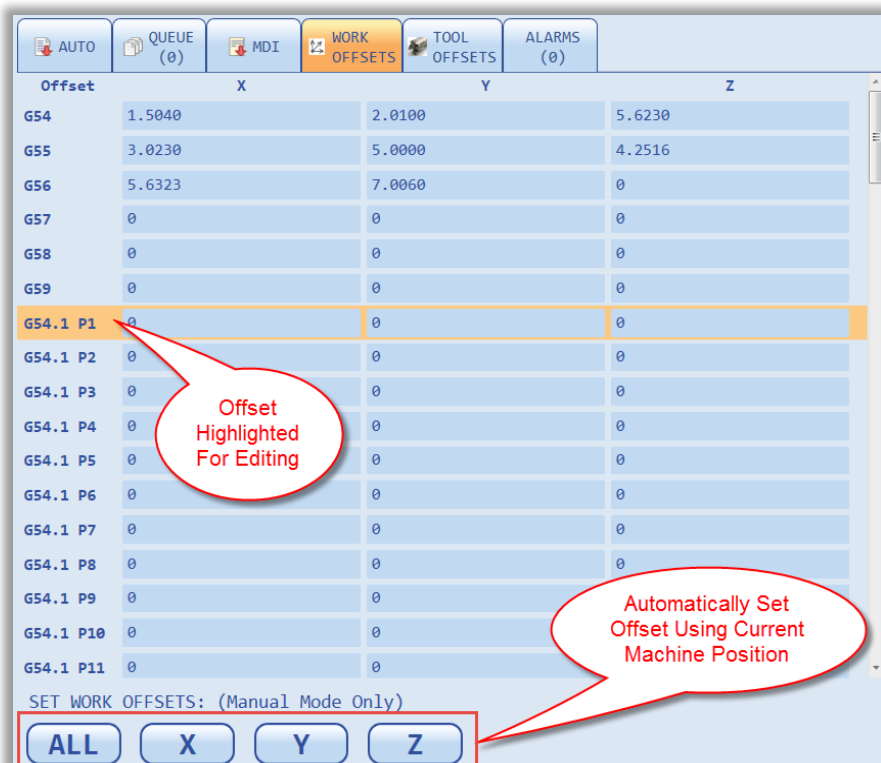 AUTO
QUEUE
(0)
MDI
WORK
OFFSETS
TOOL
OFFSETS
ALARMS
(0)
Offset X Y Z
G54 1.5040 2.0100 5.6230
G55 3.0230 5.0000 4.2516
G56 5.6323 7.0060 0
G57 0 0 0
G58 0 0 0
G59 0 0 0
G54.1 P1 0 0 0
G54.1 P2 0 0 0
G54.1 P3 0 0 0
G54.1 P4 0 0 0
G54.1 P5 0 0 0
G54.1 P6 0 0 0
G54.1 P7 0 0 0
G54.1 P8 0 0 0
G54.1 P9 0 0
G54.1 P10 0 0
G54.1 P11 0 0
Offset
Highlighted
For Editing
Automatically Set
Offset Using Current
Machine Position
SET WORK OFFSETS: (Manual Mode Only)
ALL X Y Z